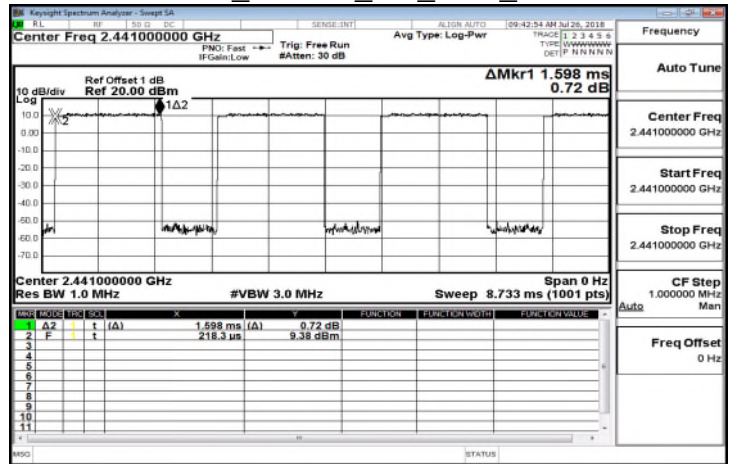 Keysight Spectrum Analyzer - Swept SA
RL RF 50 Ω DC SENSE:INT ALIGN AUTO 09:42:54 AM Jul 26, 2018
Center Freq 2.441000000 GHz
PNO: Fast
IFGain:Low
Trig: Free Run
#Atten: 30 dB
Avg Type: Log-Pwr
TRACE 1 2 3 4 5 6
TYPE WWWWWW
DET P N N N N N
Frequency
Auto Tune
Center Freq
2.441000000 GHz
Start Freq
2.441000000 GHz
Stop Freq
2.441000000 GHz
CF Step
1.000000 MHz
Auto Man
Freq Offset
0 Hz
ΔMkr1 1.598 ms
0.72 dB
Ref Offset 1 dB
10 dB/div Ref 20.00 dBm
Log
1Δ2
10.0
2
0.00
-10.0
-20.0
-30.0
-40.0
-50.0
-60.0
-70.0
Center 2.441000000 GHz Span 0 Hz
Res BW 1.0 MHz #VBW 3.0 MHz Sweep 8.733 ms (1001 pts)
MKR MODE TRC SCL X Y FUNCTION FUNCTION WIDTH FUNCTION VALUE
1 Δ2 1 t (Δ) 1.598 ms (Δ) 0.72 dB
2 F 1 t 218.3 µs 9.38 dBm
3
4
5
6
7
8
9
10
11
MSG STATUS